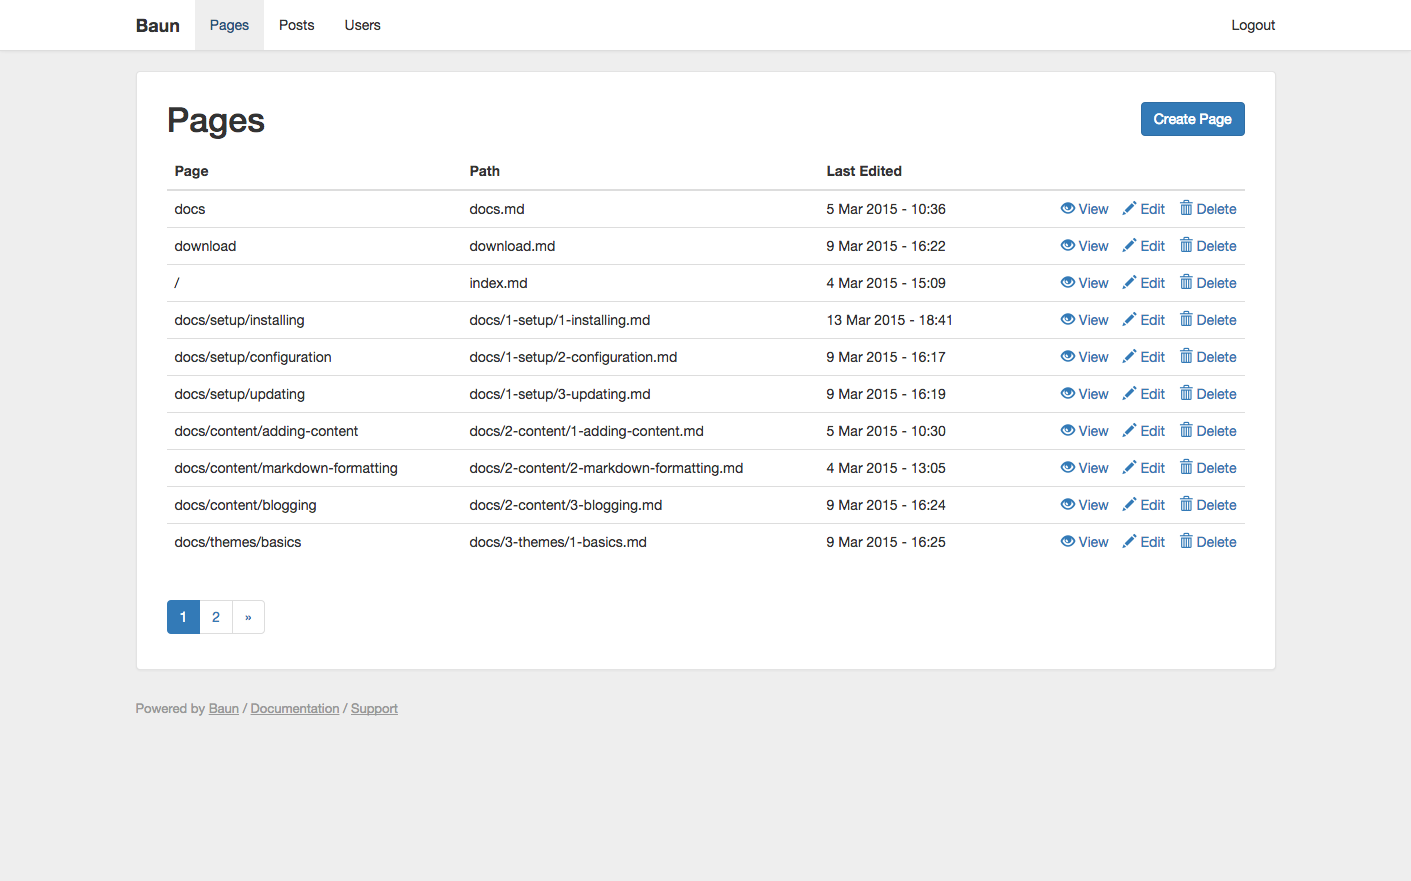 Baun Pages Posts Users Logout
Pages Create Page
Page Path Last Edited
docs docs.md 5 Mar 2015 - 10:36 View Edit Delete
download download.md 9 Mar 2015 - 16:22 View Edit Delete
/ index.md 4 Mar 2015 - 15:09 View Edit Delete
docs/setup/installing docs/1-setup/1-installing.md 13 Mar 2015 - 18:41 View Edit Delete
docs/setup/configuration docs/1-setup/2-configuration.md 9 Mar 2015 - 16:17 View Edit Delete
docs/setup/updating docs/1-setup/3-updating.md 9 Mar 2015 - 16:19 View Edit Delete
docs/content/adding-content docs/2-content/1-adding-content.md 5 Mar 2015 - 10:30 View Edit Delete
docs/content/markdown-formatting docs/2-content/2-markdown-formatting.md 4 Mar 2015 - 13:05 View Edit Delete
docs/content/blogging docs/2-content/3-blogging.md 9 Mar 2015 - 16:24 View Edit Delete
docs/themes/basics docs/3-themes/1-basics.md 9 Mar 2015 - 16:25 View Edit Delete
1 2 »
Powered by Baun / Documentation / Support